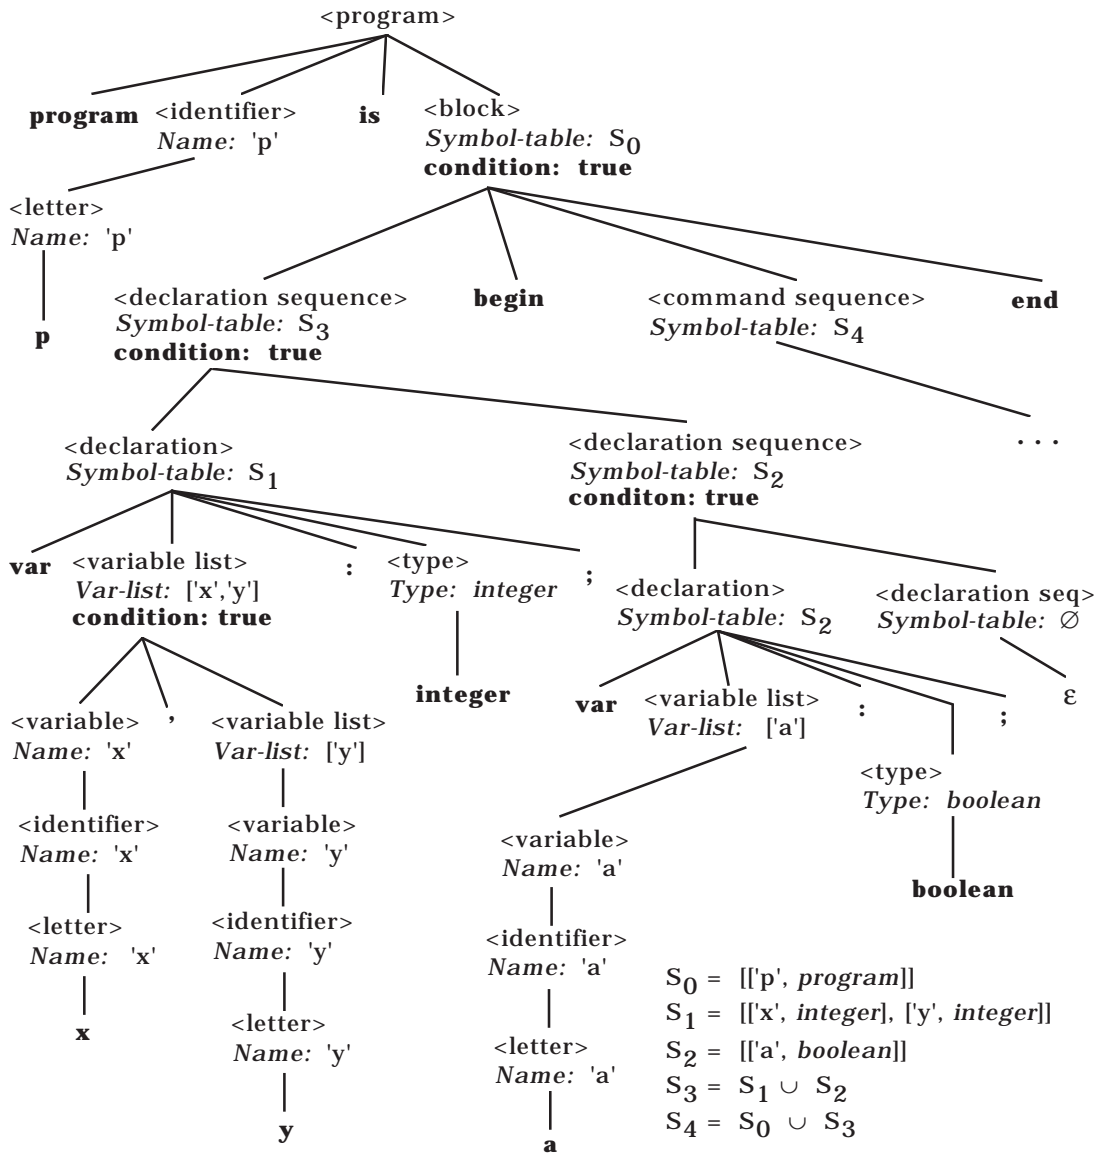 <program>
program <identifier> is <block>
Name: 'p' Symbol-table: S0
condition: true
<letter>
Name: 'p'
<declaration sequence> begin <command sequence> end
Symbol-table: S3 Symbol-table: S4
p condition: true
<declaration> <declaration sequence> . . .
Symbol-table: S1 Symbol-table: S2
conditon: true
var <variable list> : <type> ;
Var-list: ['x','y'] Type: integer
condition: true
<declaration> <declaration seq>
Symbol-table: S2 Symbol-table: ∅
integer var <variable list> : ; ε
Var-list: ['a']
<variable> , <variable list>
Name: 'x' Var-list: ['y']
<type>
Type: boolean
<identifier> <variable> <variable>
Name: 'x' Name: 'y' Name: 'a'
boolean
<letter> <identifier> <identifier>
Name: 'x' Name: 'y' Name: 'a'
S0 = [['p', program]]
x S1 = [['x', integer], ['y', integer]]
<letter> <letter> S2 = [['a', boolean]]
Name: 'y' Name: 'a'
S3 = S1 ∪ S2
y S4 = S0 ∪ S3
a